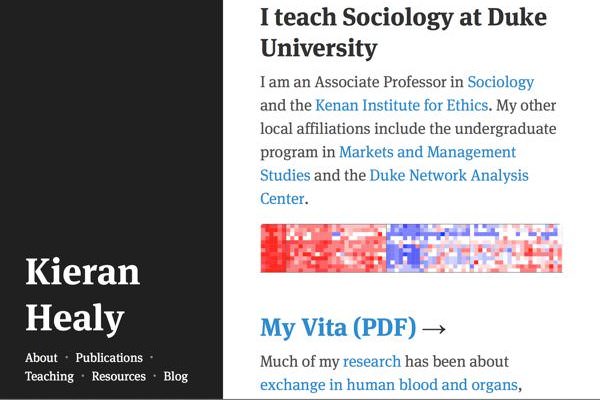 Kieran
Healy
About · Publications ·
Teaching · Resources · Blog
I teach Sociology at Duke
University
I am an Associate Professor in Sociology
and the Kenan Institute for Ethics. My other
local affiliations include the undergraduate
program in Markets and Management
Studies and the Duke Network Analysis
Center.
My Vita (PDF) →
Much of my research has been about
exchange in human blood and organs,